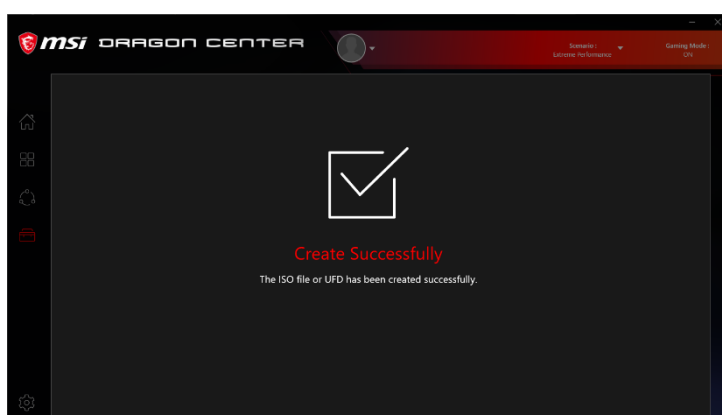 msi DRAGON CENTER
Scenario :
Extreme Performance
Gaming Mode :
ON
Create Successfully
The ISO file or UFD has been created successfully.